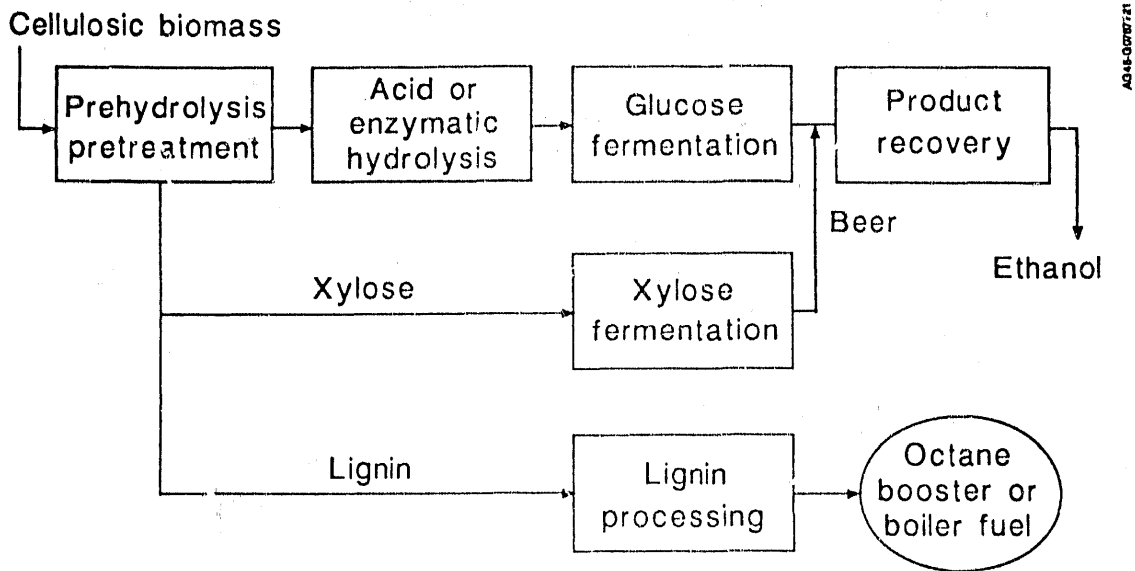 Cellulosic biomass
Prehydrolysis
pretreatment
Acid or
enzymatic
hydrolysis
Glucose
fermentation
Product
recovery
Beer
Ethanol
Xylose
Xylose
fermentation
Lignin
Lignin
processing
Octane
booster or
boiler fuel